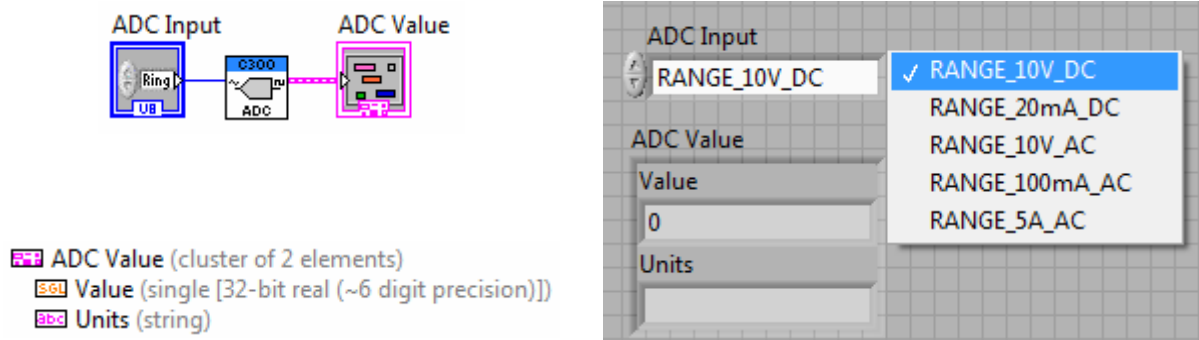 ADC Input
ADC Value
Ring
U8
C300
ADC
ADC Value (cluster of 2 elements)
SGL Value (single [32-bit real (~6 digit precision)])
abc Units (string)
ADC Input
RANGE_10V_DC
RANGE_10V_DC
RANGE_20mA_DC
RANGE_10V_AC
RANGE_100mA_AC
RANGE_5A_AC
ADC Value
Value
0
Units